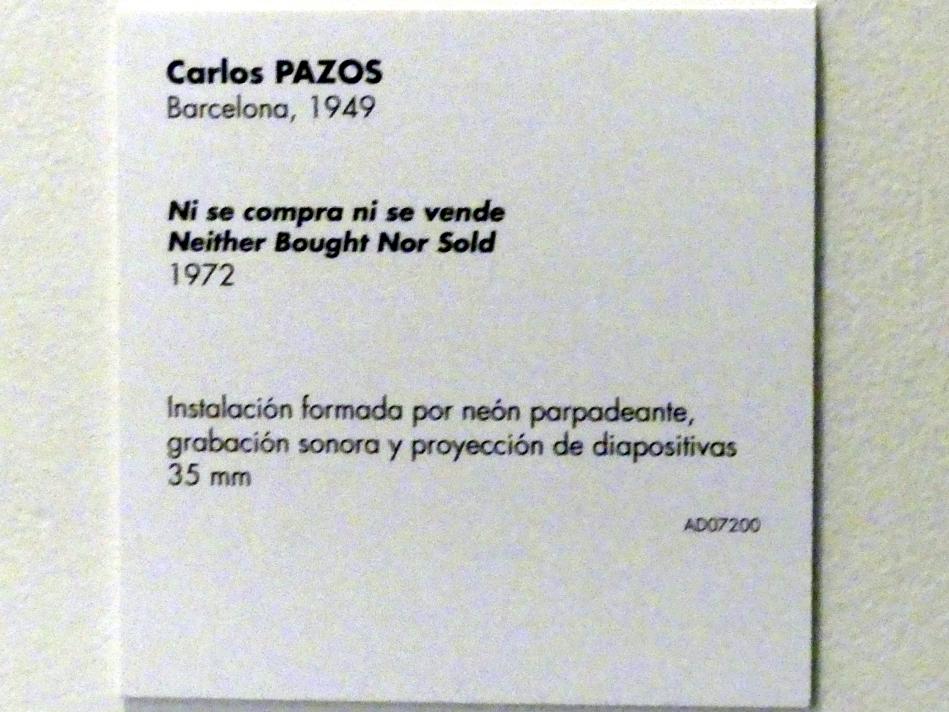 Carlos PAZOS
Barcelona, 1949
Ni se compra ni se vende
Neither Bought Nor Sold
1972
Instalación formada por neón parpadeante,
grabación sonora y proyección de diapositivas
35 mm
AD07200